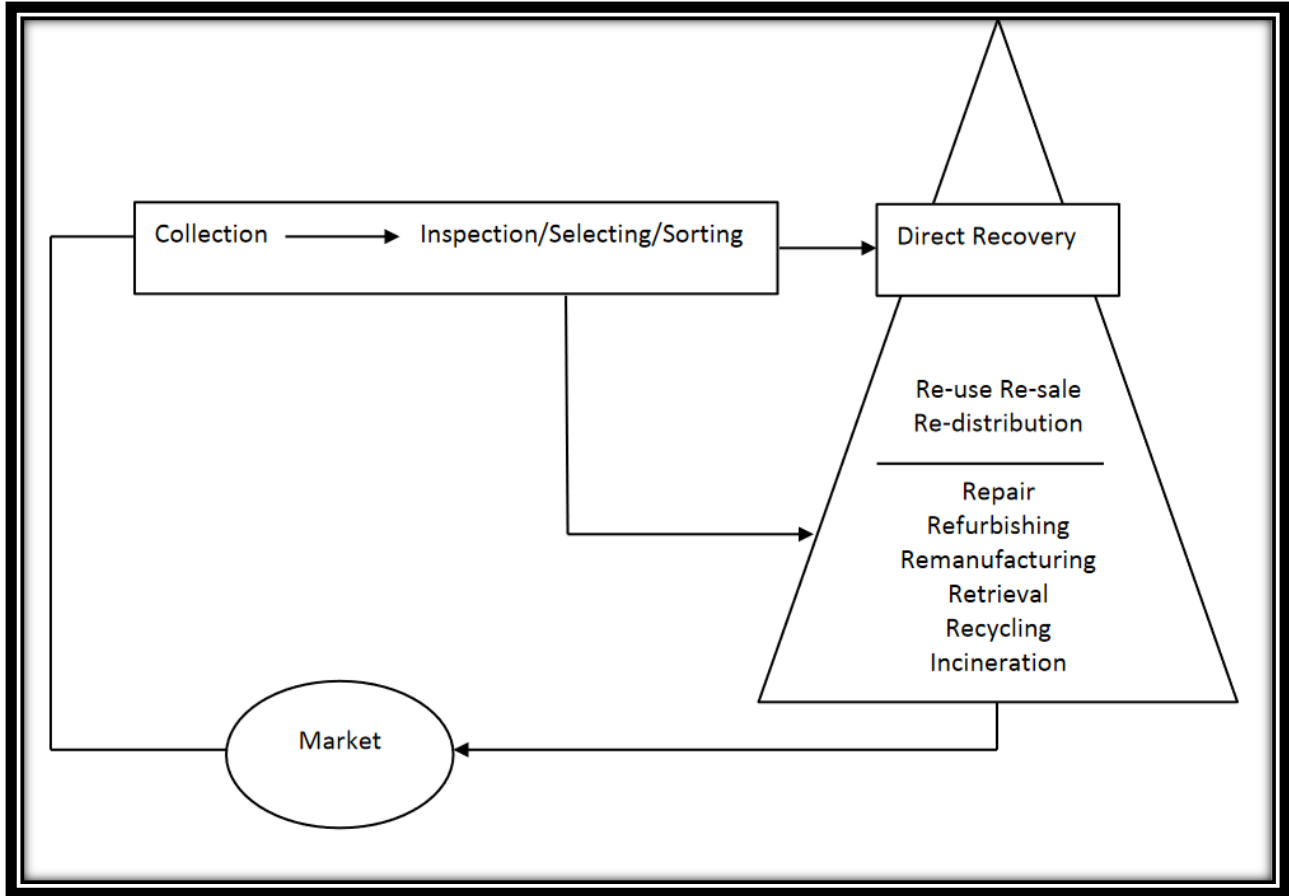 Collection
Inspection/Selecting/Sorting
Direct Recovery
Re-use Re-sale
Re-distribution
Repair
Refurbishing
Remanufacturing
Retrieval
Recycling
Incineration
Market